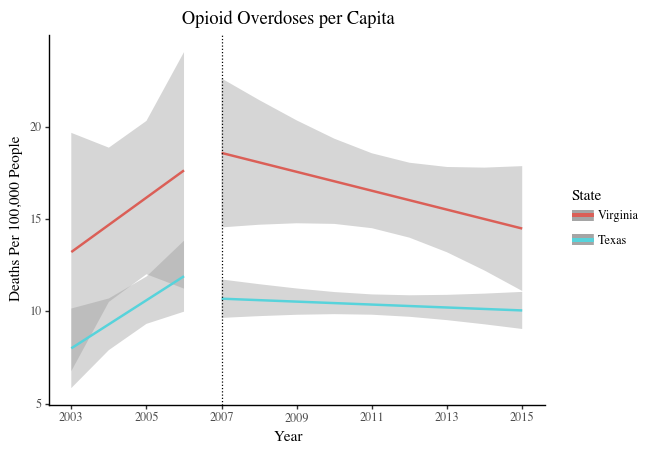 Opioid Overdoses per Capita
Deaths Per 100,000 People
20
15
10
5
2003 2005 2007 2009 2011 2013 2015
Year
State
Virginia
Texas